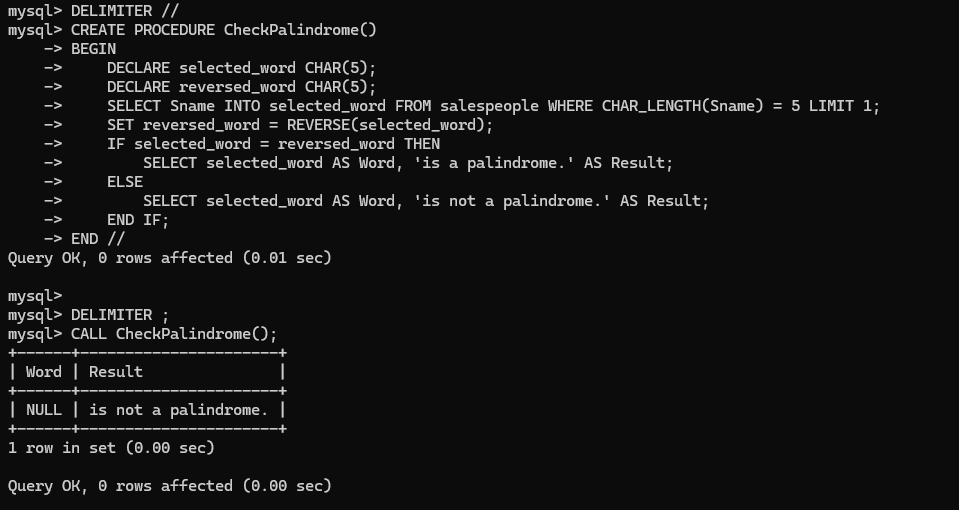 mysql> DELIMITER //
mysql> CREATE PROCEDURE CheckPalindrome()
    -> BEGIN
    ->     DECLARE selected_word CHAR(5);
    ->     DECLARE reversed_word CHAR(5);
    ->     SELECT Sname INTO selected_word FROM salespeople WHERE CHAR_LENGTH(Sname) = 5 LIMIT 1;
    ->     SET reversed_word = REVERSE(selected_word);
    ->     IF selected_word = reversed_word THEN
    ->         SELECT selected_word AS Word, 'is a palindrome.' AS Result;
    ->     ELSE
    ->         SELECT selected_word AS Word, 'is not a palindrome.' AS Result;
    ->     END IF;
    -> END //
Query OK, 0 rows affected (0.01 sec)

mysql>
mysql> DELIMITER ;
mysql> CALL CheckPalindrome();
+------+----------------------+
| Word | Result               |
+------+----------------------+
| NULL | is not a palindrome. |
+------+----------------------+
1 row in set (0.00 sec)

Query OK, 0 rows affected (0.00 sec)